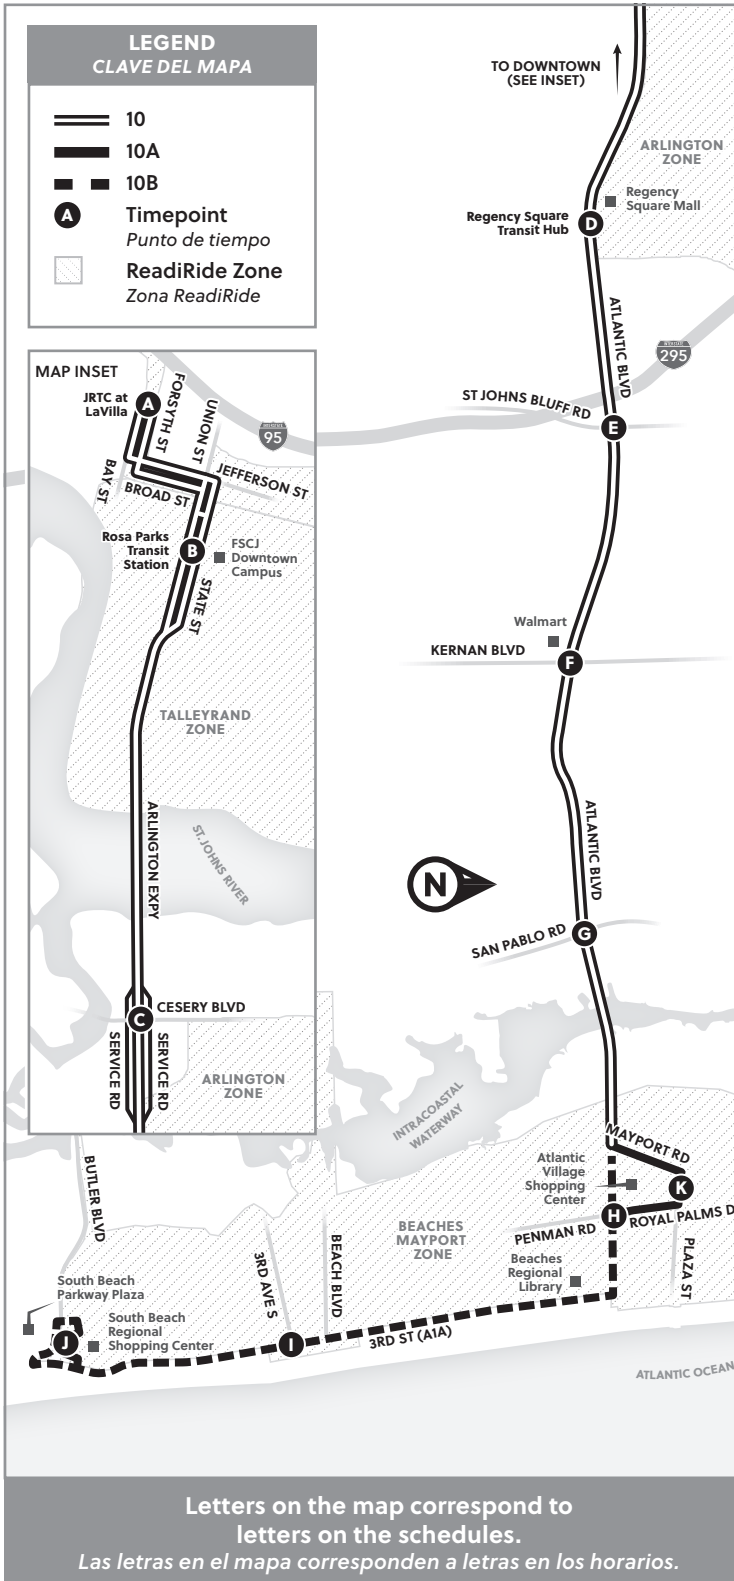 LEGEND
CLAVE DEL MAPA
10
10A
10B
A
Timepoint
Punto de tiempo
ReadiRide Zone
Zona ReadiRide
TO DOWNTOWN
(SEE INSET)
ARLINGTON
ZONE
Regency
Square Mall
Regency Square
Transit Hub
D
ATLANTIC BLVD
295
ST JOHNS BLUFF RD
E
95
Walmart
KERNAN BLVD
F
ATLANTIC BLVD
N
SAN PABLO RD
G
MAP INSET
JRTC at
LaVilla
A
FORSYTH ST
UNION ST
BAY ST
BROAD ST
JEFFERSON ST
Rosa Parks
Transit
Station
B
FSCJ
Downtown
Campus
STATE ST
TALLEYRAND
ZONE
ARLINGTON EXPY
ST. JOHNS RIVER
C
CESERY BLVD
SERVICE RD
SERVICE RD
ARLINGTON
ZONE
INTRACOASTAL
WATERWAY
MAYPORT RD
Atlantic
Village
Shopping
Center
K
H
ROYAL PALMS D
PENMAN RD
BEACHES
MAYPORT
ZONE
Beaches
Regional
Library
PLAZA ST
BUTLER BLVD
3RD AVE S
BEACH BLVD
South Beach
Parkway Plaza
South Beach
Regional
Shopping Center
J
I
3RD ST (A1A)
ATLANTIC OCEAN
Letters on the map correspond to
letters on the schedules.
Las letras en el mapa corresponden a letras en los horarios.